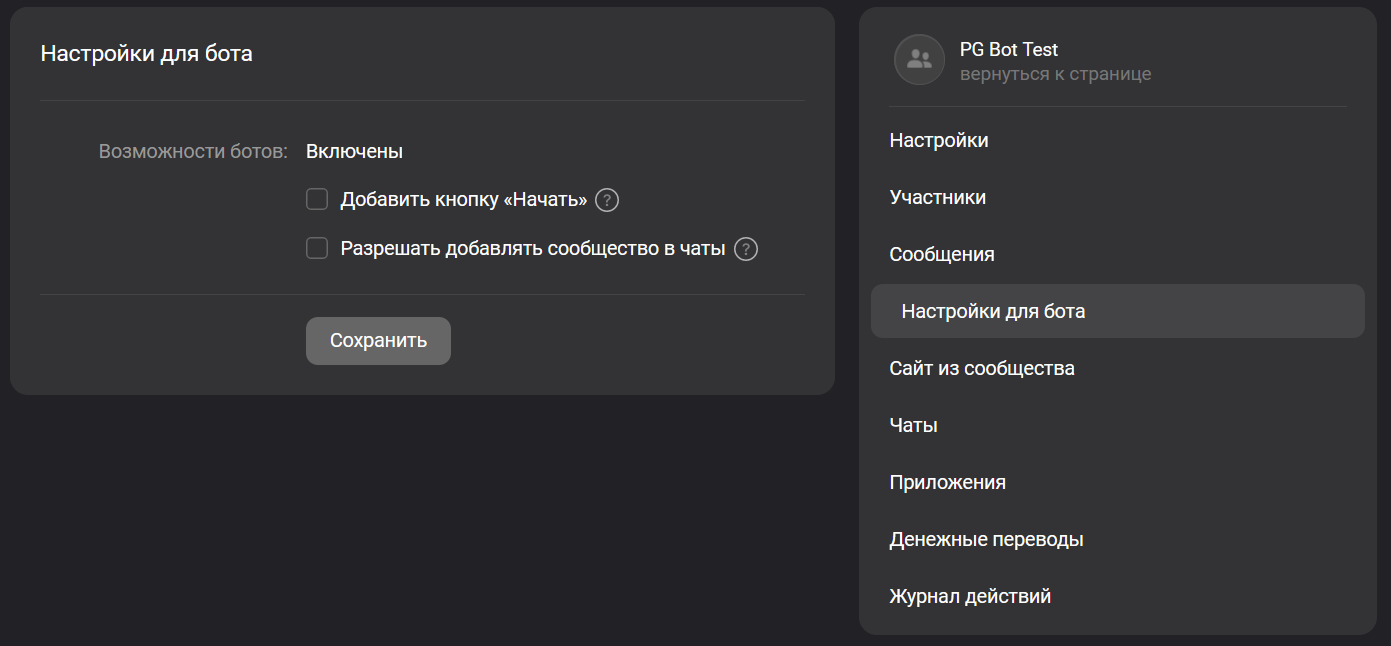 Настройки для бота
Возможности ботов: Включены
Добавить кнопку «Начать» ?
Разрешать добавлять сообщество в чаты ?
Сохранить
PG Bot Test
вернуться к странице
Настройки
Участники
Сообщения
Настройки для бота
Сайт из сообщества
Чаты
Приложения
Денежные переводы
Журнал действий